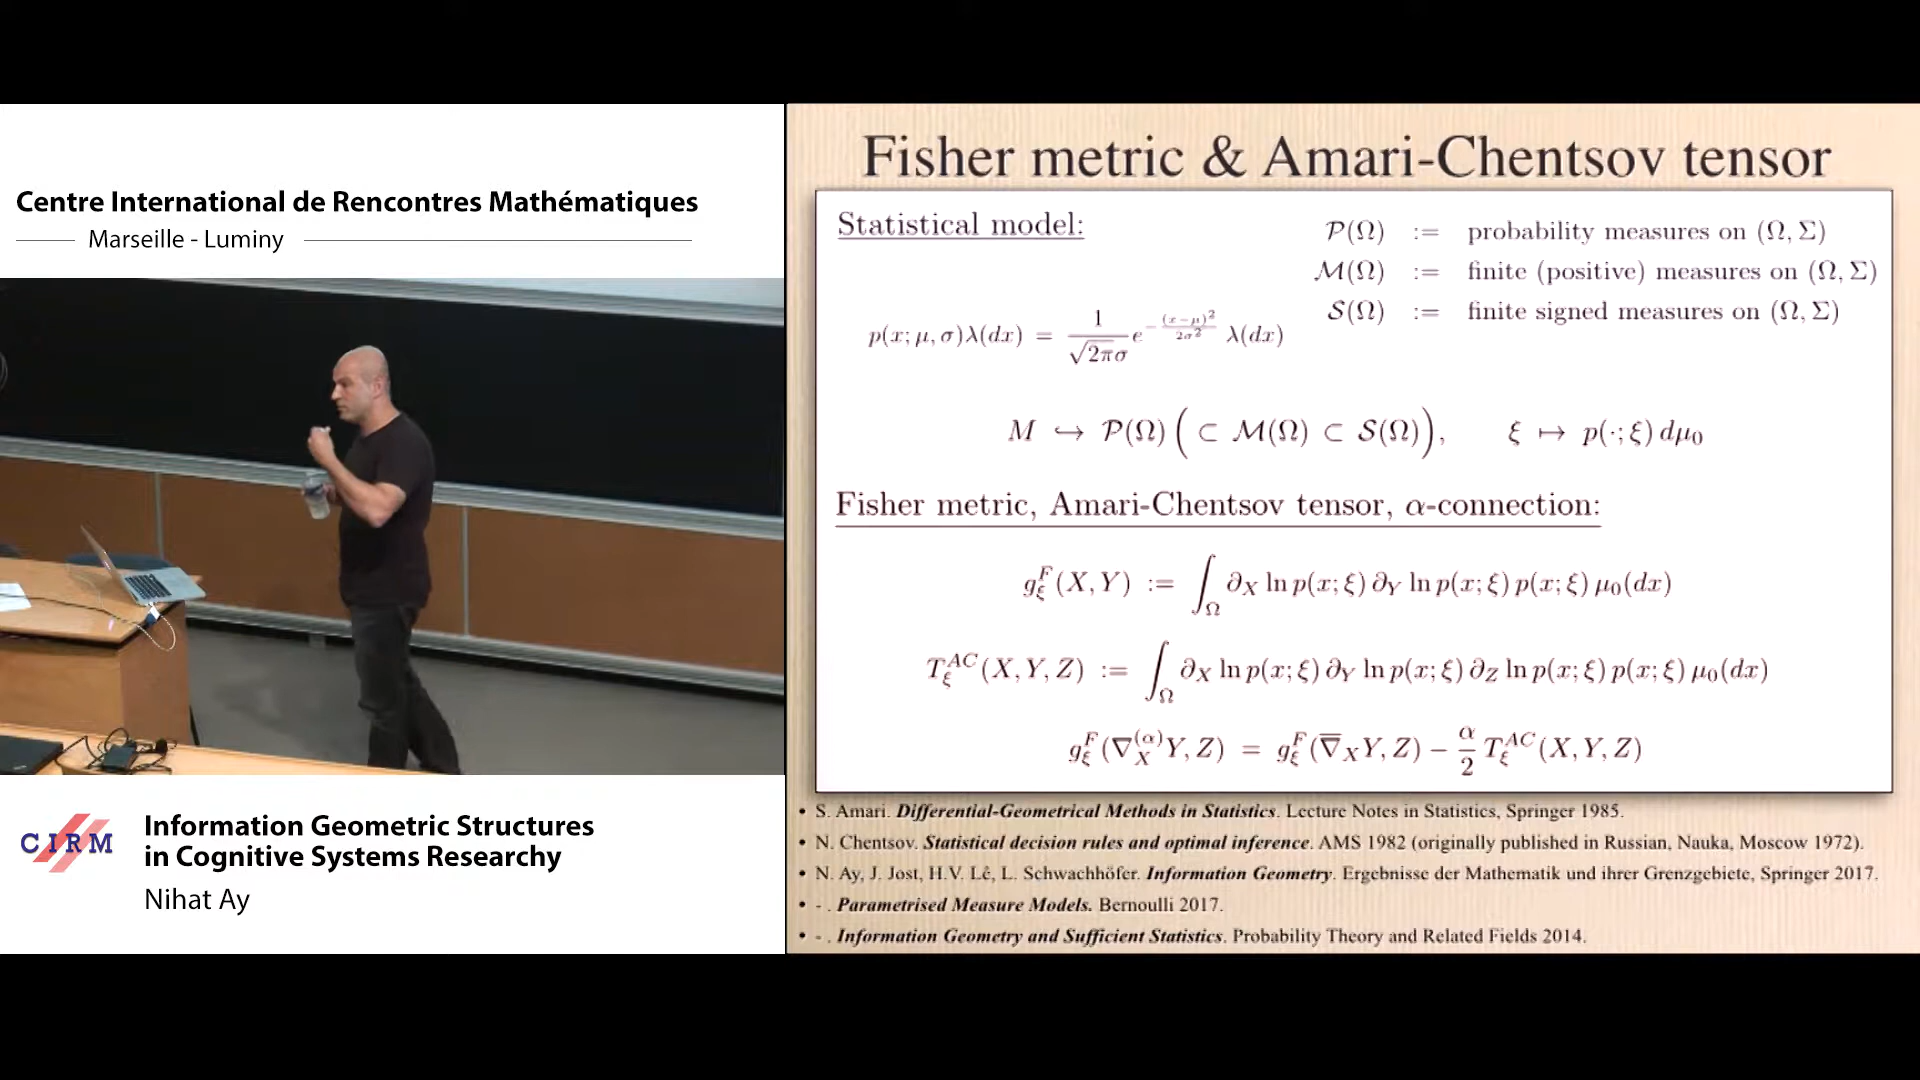 Centre International de Rencontres Mathématiques
Marseille - Luminy
CIRM
Information Geometric Structures
in Cognitive Systems Researchy
Nihat Ay
Fisher metric & Amari-Chentsov tensor
Statistical model:
𝒫(Ω) := probability measures on (Ω, Σ)
ℳ(Ω) := finite (positive) measures on (Ω, Σ)
𝒮(Ω) := finite signed measures on (Ω, Σ)
p(x; μ, σ)λ(dx) = 1/(√2π σ) e^{−(x−μ)²/2σ²} λ(dx)
M ↪ 𝒫(Ω) ( ⊂ ℳ(Ω) ⊂ 𝒮(Ω) ), ξ ↦ p(·; ξ) dμ₀
Fisher metric, Amari-Chentsov tensor, α-connection:
g_ξ^F(X, Y) := ∫_Ω ∂_X ln p(x; ξ) ∂_Y ln p(x; ξ) p(x; ξ) μ₀(dx)
T_ξ^{AC}(X, Y, Z) := ∫_Ω ∂_X ln p(x; ξ) ∂_Y ln p(x; ξ) ∂_Z ln p(x; ξ) p(x; ξ) μ₀(dx)
g_ξ^F(∇_X^{(α)} Y, Z) = g_ξ^F(∇̅_X Y, Z) − α/2 T_ξ^{AC}(X, Y, Z)
• S. Amari. Differential-Geometrical Methods in Statistics. Lecture Notes in Statistics, Springer 1985.
• N. Chentsov. Statistical decision rules and optimal inference. AMS 1982 (originally published in Russian, Nauka, Moscow 1972).
• N. Ay, J. Jost, H.V. Lê, L. Schwachhöfer. Information Geometry. Ergebnisse der Mathematik und ihrer Grenzgebiete, Springer 2017.
• - . Parametrised Measure Models. Bernoulli 2017.
• - . Information Geometry and Sufficient Statistics. Probability Theory and Related Fields 2014.